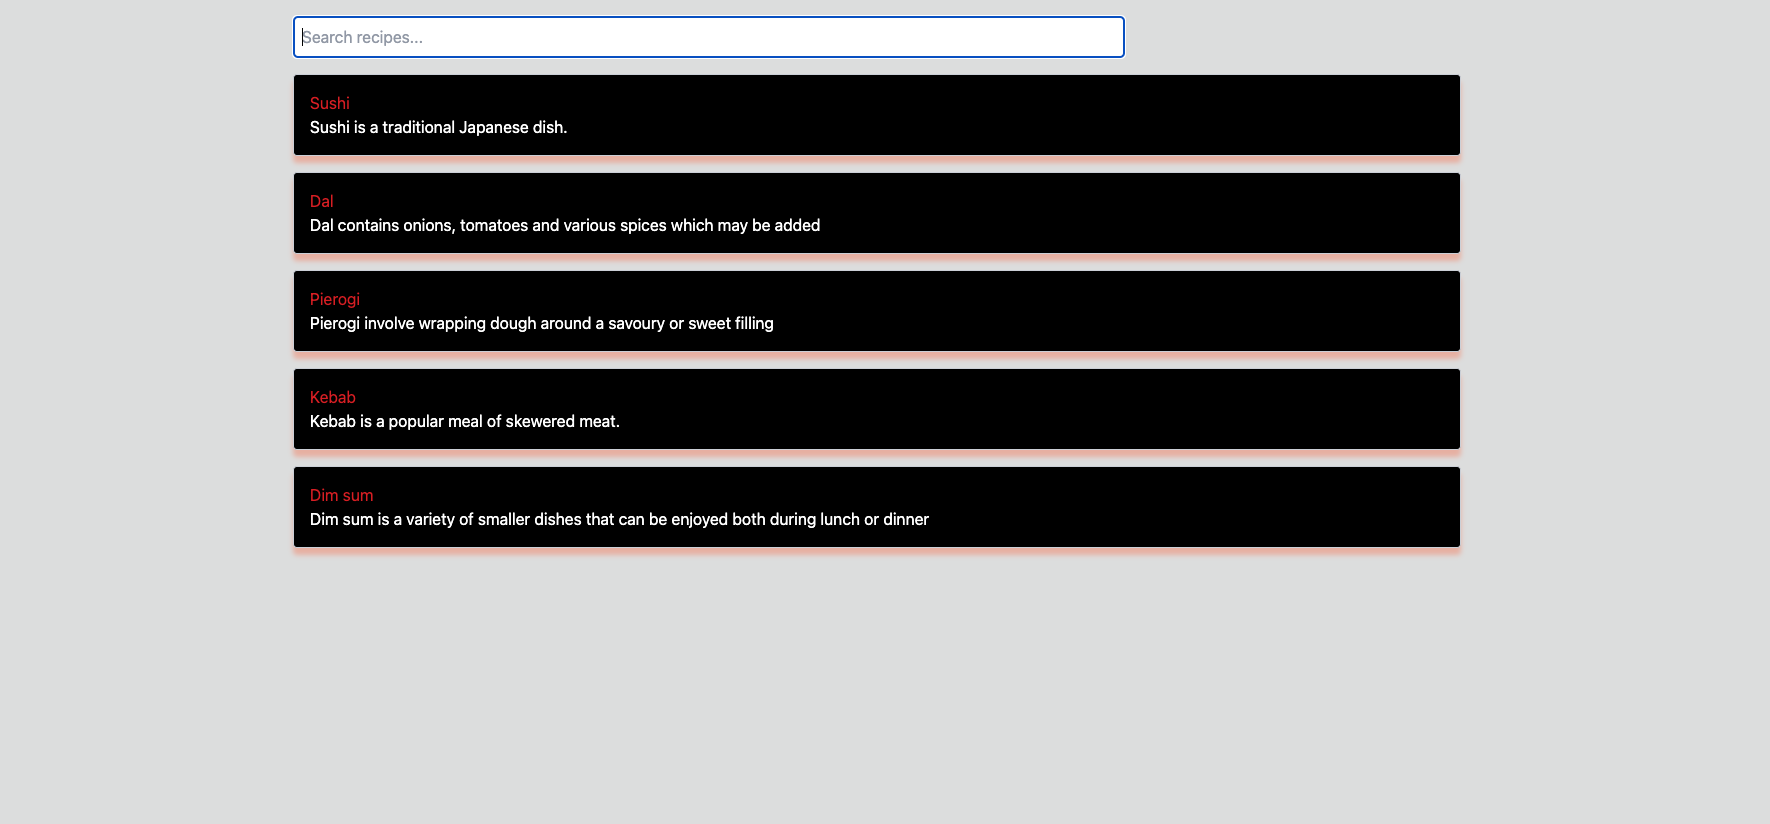 Search recipes...
Sushi
Sushi is a traditional Japanese dish.
Dal
Dal contains onions, tomatoes and various spices which may be added
Pierogi
Pierogi involve wrapping dough around a savoury or sweet filling
Kebab
Kebab is a popular meal of skewered meat.
Dim sum
Dim sum is a variety of smaller dishes that can be enjoyed both during lunch or dinner